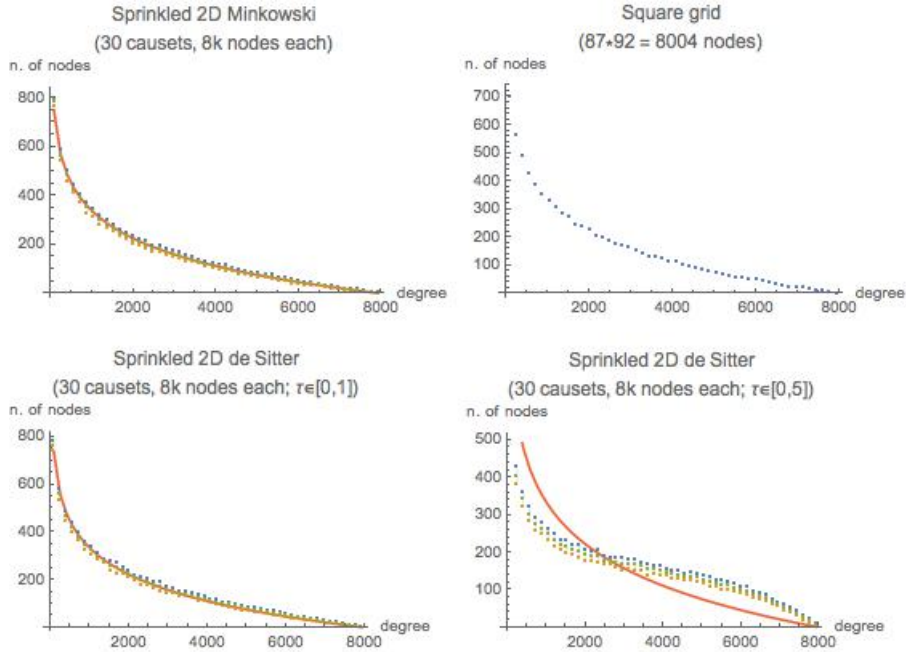 Sprinkled 2D Minkowski
(30 causets, 8k nodes each)
n. of nodes
800
600
400
200
2000
4000
6000
8000
degree
Square grid
(87*92 = 8004 nodes)
n. of nodes
700
600
500
400
300
200
100
2000
4000
6000
8000
degree
Sprinkled 2D de Sitter
(30 causets, 8k nodes each; τ∈[0,1])
n. of nodes
800
600
400
200
2000
4000
6000
8000
degree
Sprinkled 2D de Sitter
(30 causets, 8k nodes each; τ∈[0,5])
n. of nodes
500
400
300
200
100
2000
4000
6000
8000
degree